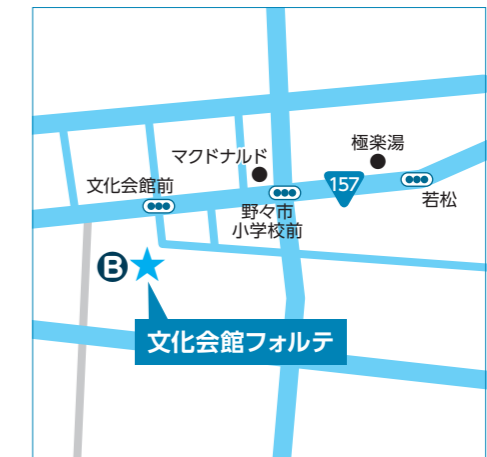 極楽湯
マクドナルド
文化会館前
157
若松
野々市
小学校前
B
文化会館フォルテ